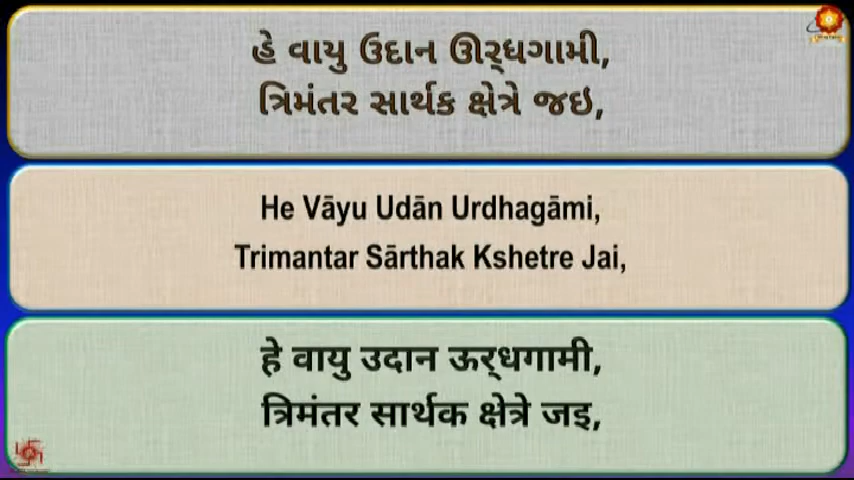 હે વાયુ ઉદાન ઊર્‌ધગામી,
ત્રિમંતર સાર્થક ક્ષેત્રે જઇ,
He Vāyu Udān Urdhagāmi,
Trimantar Sārthak Kshetre Jai,
हे वायु उदान ऊर्‌धगामी,
त्रिमंतर सार्थक क्षेत्रे जइ,